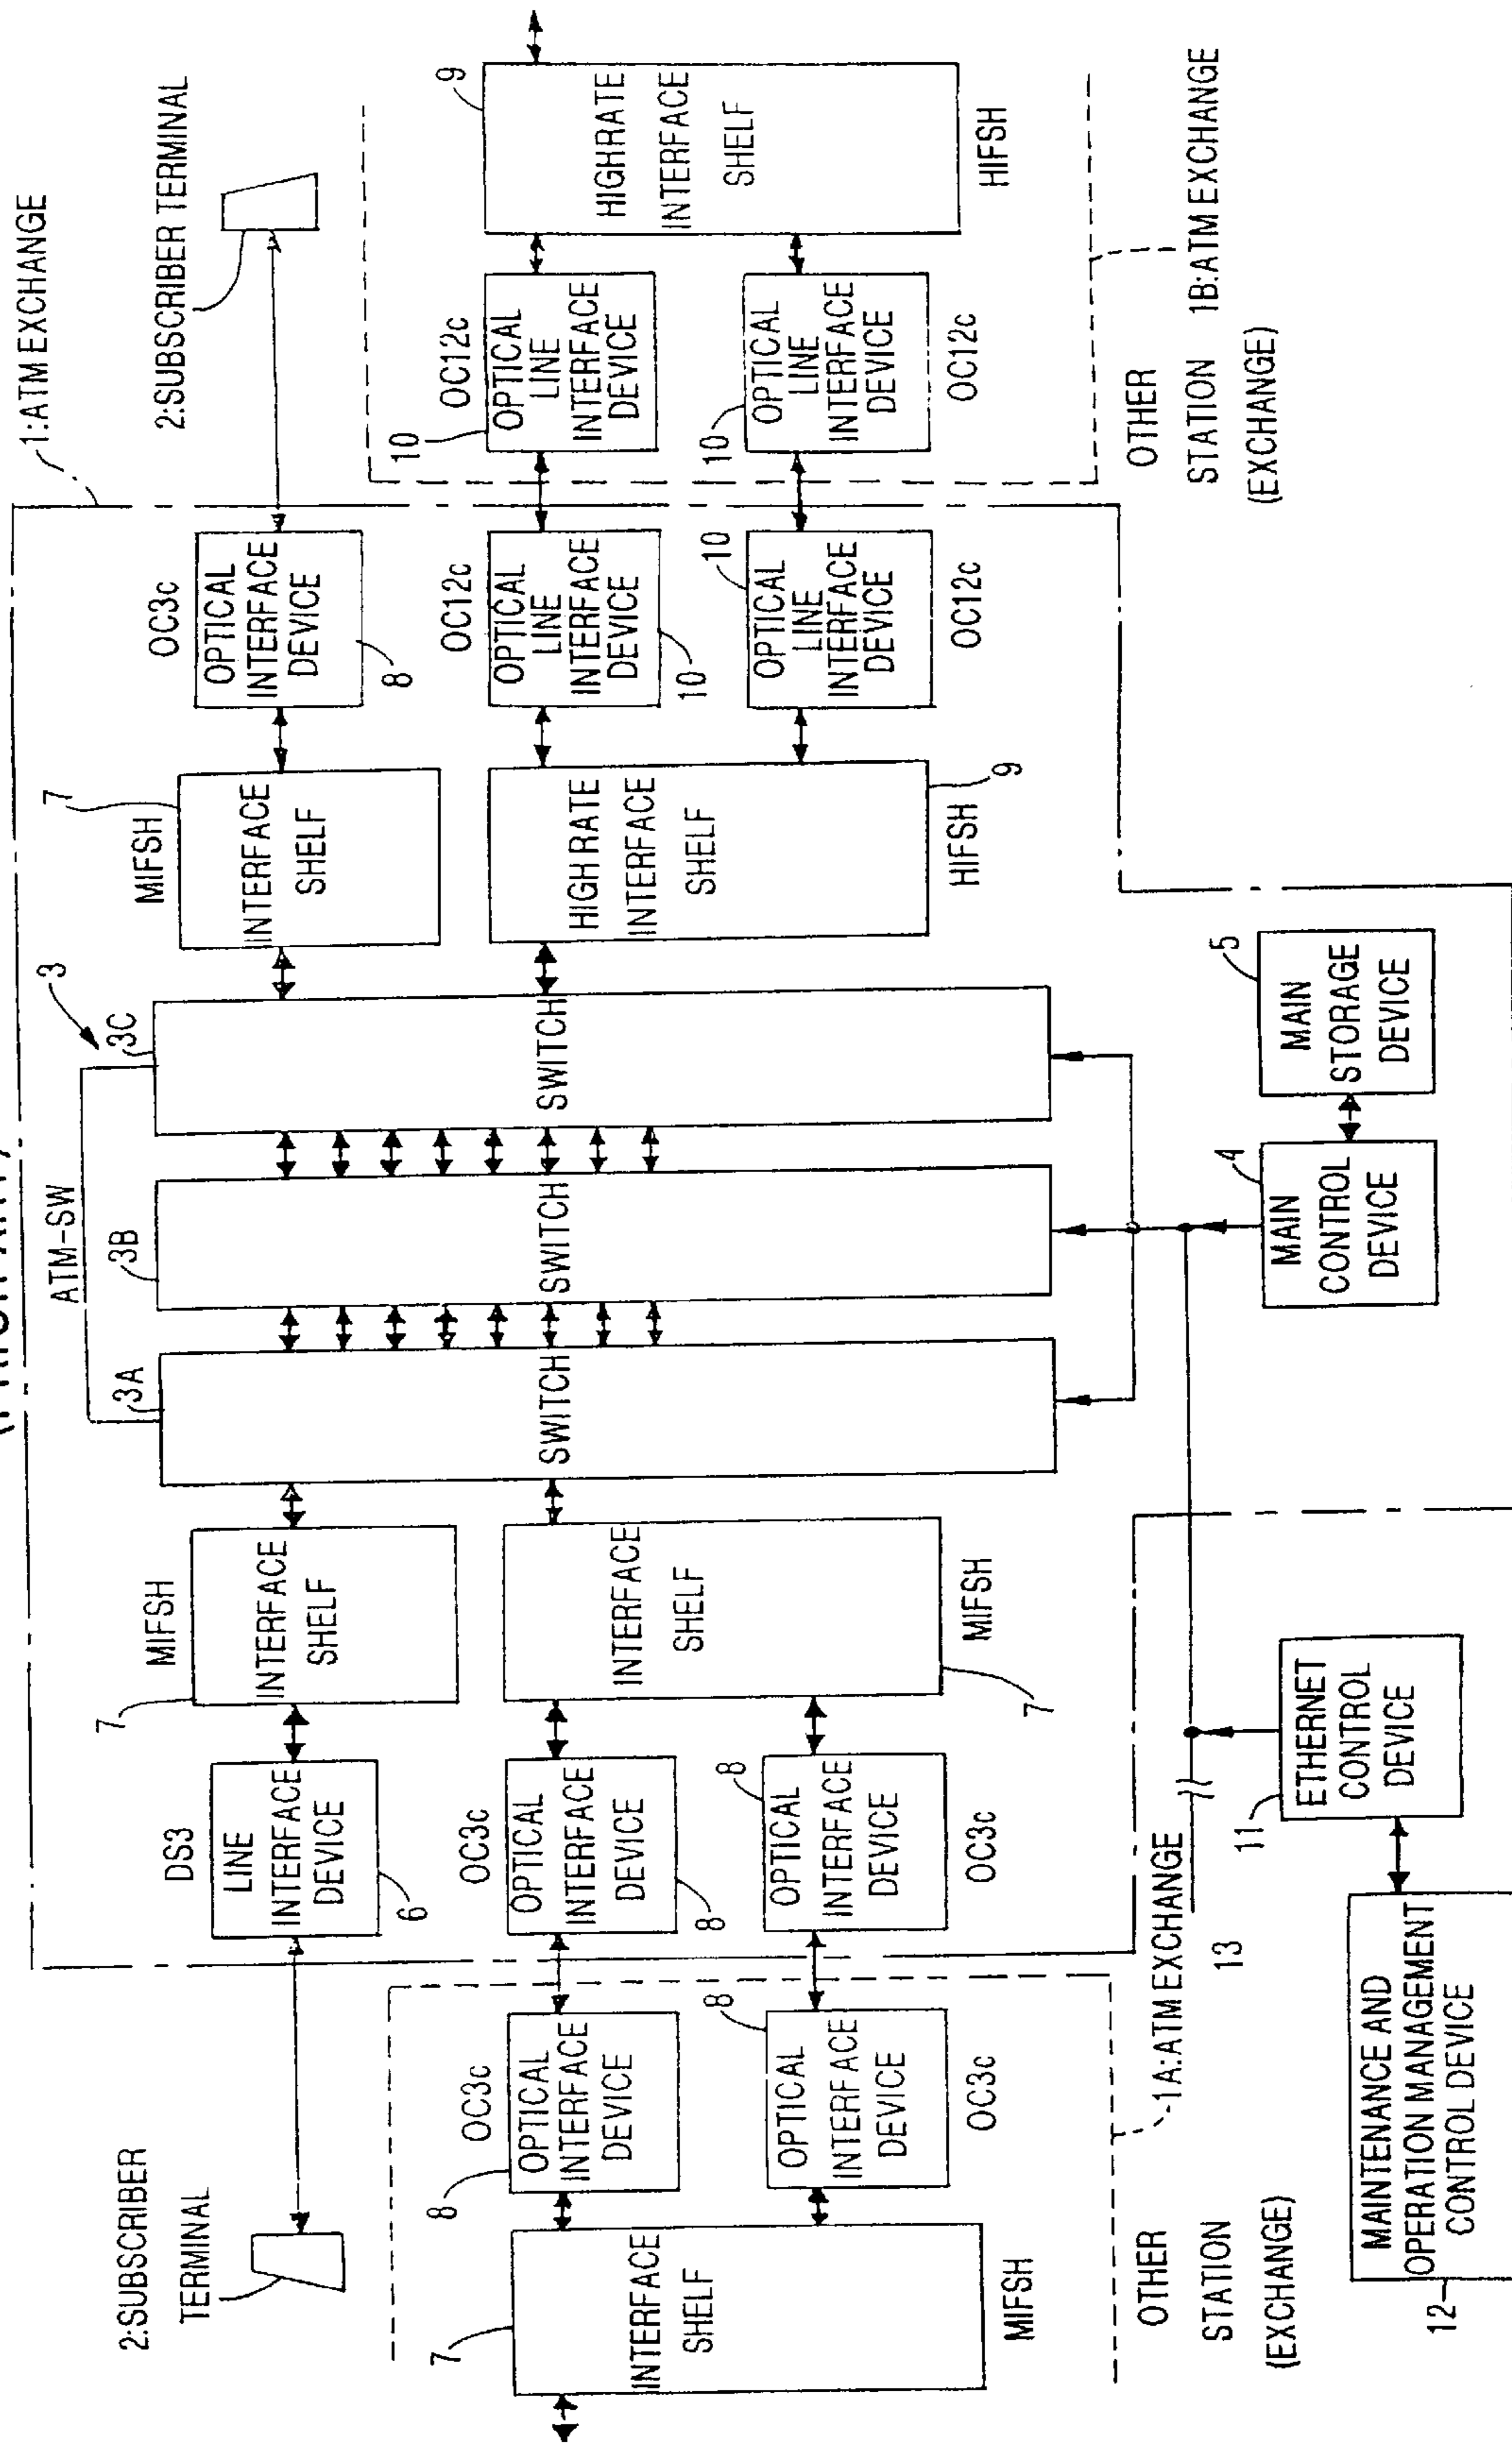 (PRIOR ART)
1:ATM EXCHANGE
2:SUBSCRIBER
TERMINAL
DS3
LINE
INTERFACE
DEVICE
6
MIFSH
7
INTERFACE
SHELF
ATM-SW
3
3A
SWITCH
3B
SWITCH
3C
SWITCH
MIFSH
7
INTERFACE
SHELF
OC3c
OPTICAL
INTERFACE
DEVICE
8
2:SUBSCRIBER TERMINAL
7
INTERFACE
SHELF
MIFSH
OC3c
OPTICAL
INTERFACE
DEVICE
8
8
OPTICAL
INTERFACE
DEVICE
OC3c
OC3c
OPTICAL
INTERFACE
DEVICE
8
8
OPTICAL
INTERFACE
DEVICE
OC3c
INTERFACE
SHELF
MIFSH
7
HIGHRATE
INTERFACE
SHELF
HIFSH
9
OC12c
OPTICAL
LINE
INTERFACE
DEVICE
10
10
OPTICAL
LINE
INTERFACE
DEVICE
OC12c
OC12c
10
OPTICAL
LINE
INTERFACE
DEVICE
10
OPTICAL
LINE
INTERFACE
DEVICE
OC12c
9
HIGHRATE
INTERFACE
SHELF
HIFSH
OTHER
STATION
(EXCHANGE)
1A:ATM EXCHANGE
13
OTHER
STATION
(EXCHANGE)
1B:ATM EXCHANGE
12
MAINTENANCE AND
OPERATION MANAGEMENT
CONTROL DEVICE
11
ETHERNET
CONTROL
DEVICE
4
MAIN
CONTROL
DEVICE
5
MAIN
STORAGE
DEVICE